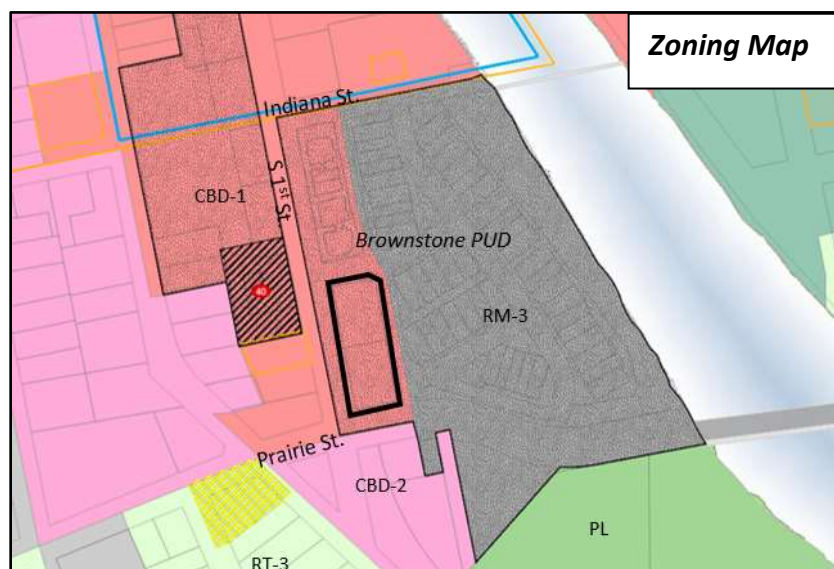 Zoning Map
Indiana St.
S 1st St.
CBD-1
Brownstone PUD
40
RM-3
Prairie St.
CBD-2
PL
RT-3